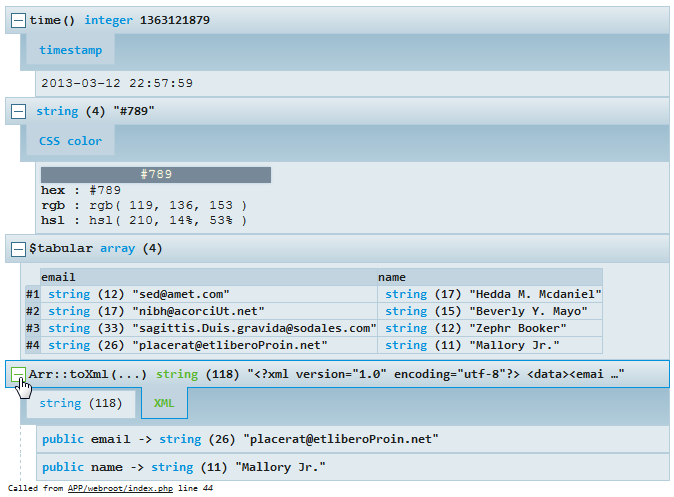 time() integer 1363121879
timestamp
2013-03-12 22:57:59
string (4) "#789"
CSS color
#789
hex : #789
rgb : rgb( 119, 136, 153 )
hsl : hsl( 210, 14%, 53% )
$tabular array (4)
email name
#1 string (12) "sed@amet.com" string (17) "Hedda M. Mcdaniel"
#2 string (17) "nibh@acorciUt.net" string (15) "Beverly Y. Mayo"
#3 string (33) "sagittis.Duis.gravida@sodales.com" string (12) "Zephr Booker"
#4 string (26) "placerat@etliberoProin.net" string (11) "Mallory Jr."
Arr::toXml(...) string (118) "<?xml version="1.0" encoding="utf-8"?> <data><emai …"
string (118) XML
public email -> string (26) "placerat@etliberoProin.net"
public name -> string (11) "Mallory Jr."
Called from APP/webroot/index.php line 44